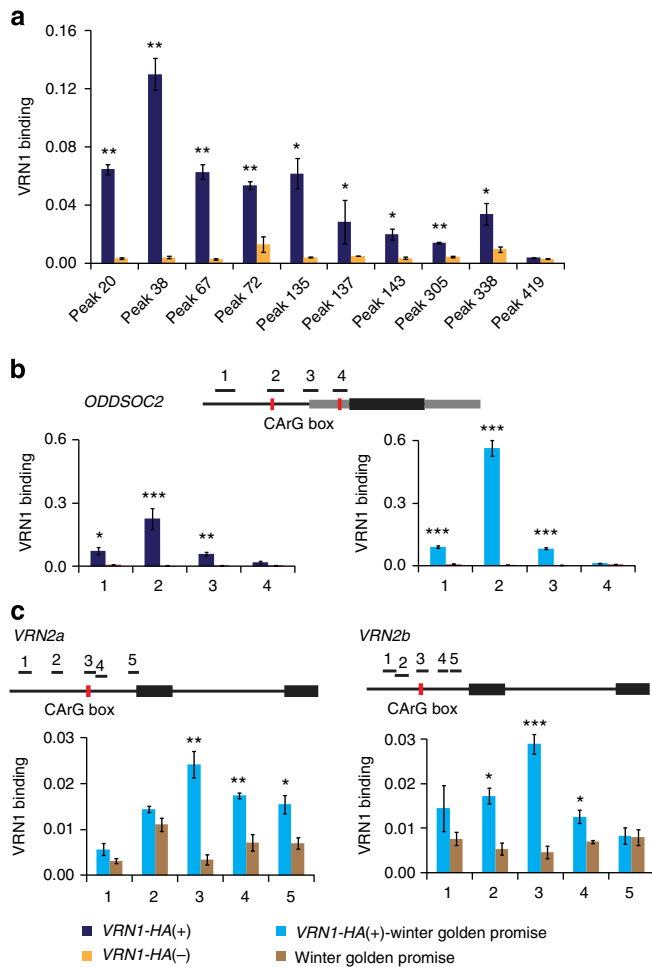 a
VRN1 binding
0.16
0.12
0.08
0.04
0.00
** ** ** ** * * * ** *
Peak 20 Peak 38 Peak 67 Peak 72 Peak 135 Peak 137 Peak 143 Peak 305 Peak 338 Peak 419
b
1 2 3 4
ODDSOC2
CArG box
VRN1 binding
0.6
0.3
0.0
* *** **
1 2 3 4
VRN1 binding
0.6
0.3
0.0
*** *** ***
1 2 3 4
c
VRN2a
1 2 3 4 5
CArG box
VRN1 binding
0.03
0.02
0.01
0.00
** ** *
1 2 3 4 5
VRN2b
1 2 3 4 5
CArG box
VRN1 binding
0.03
0.02
0.01
0.00
* *** *
1 2 3 4 5
VRN1-HA(+)
VRN1-HA(–)
VRN1-HA(+)-winter golden promise
Winter golden promise